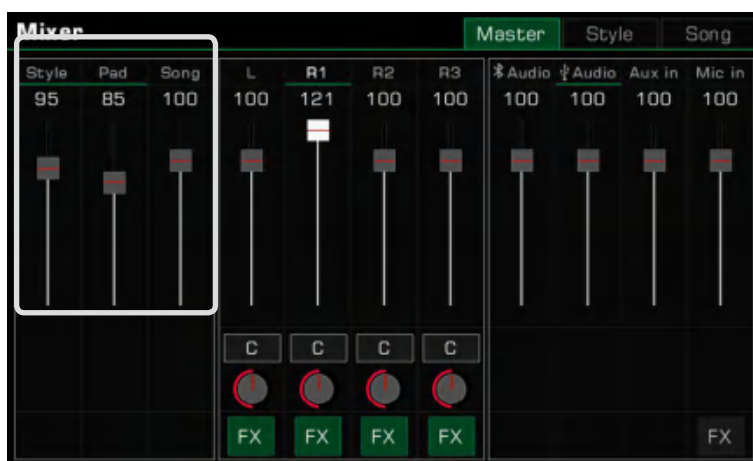 Mixer Master Style Song
Style Pad Song L R1 R2 R3 Audio Audio Aux in Mic in
95 85 100 100 121 100 100 100 100 100 100
C C C C
FX FX FX FX FX